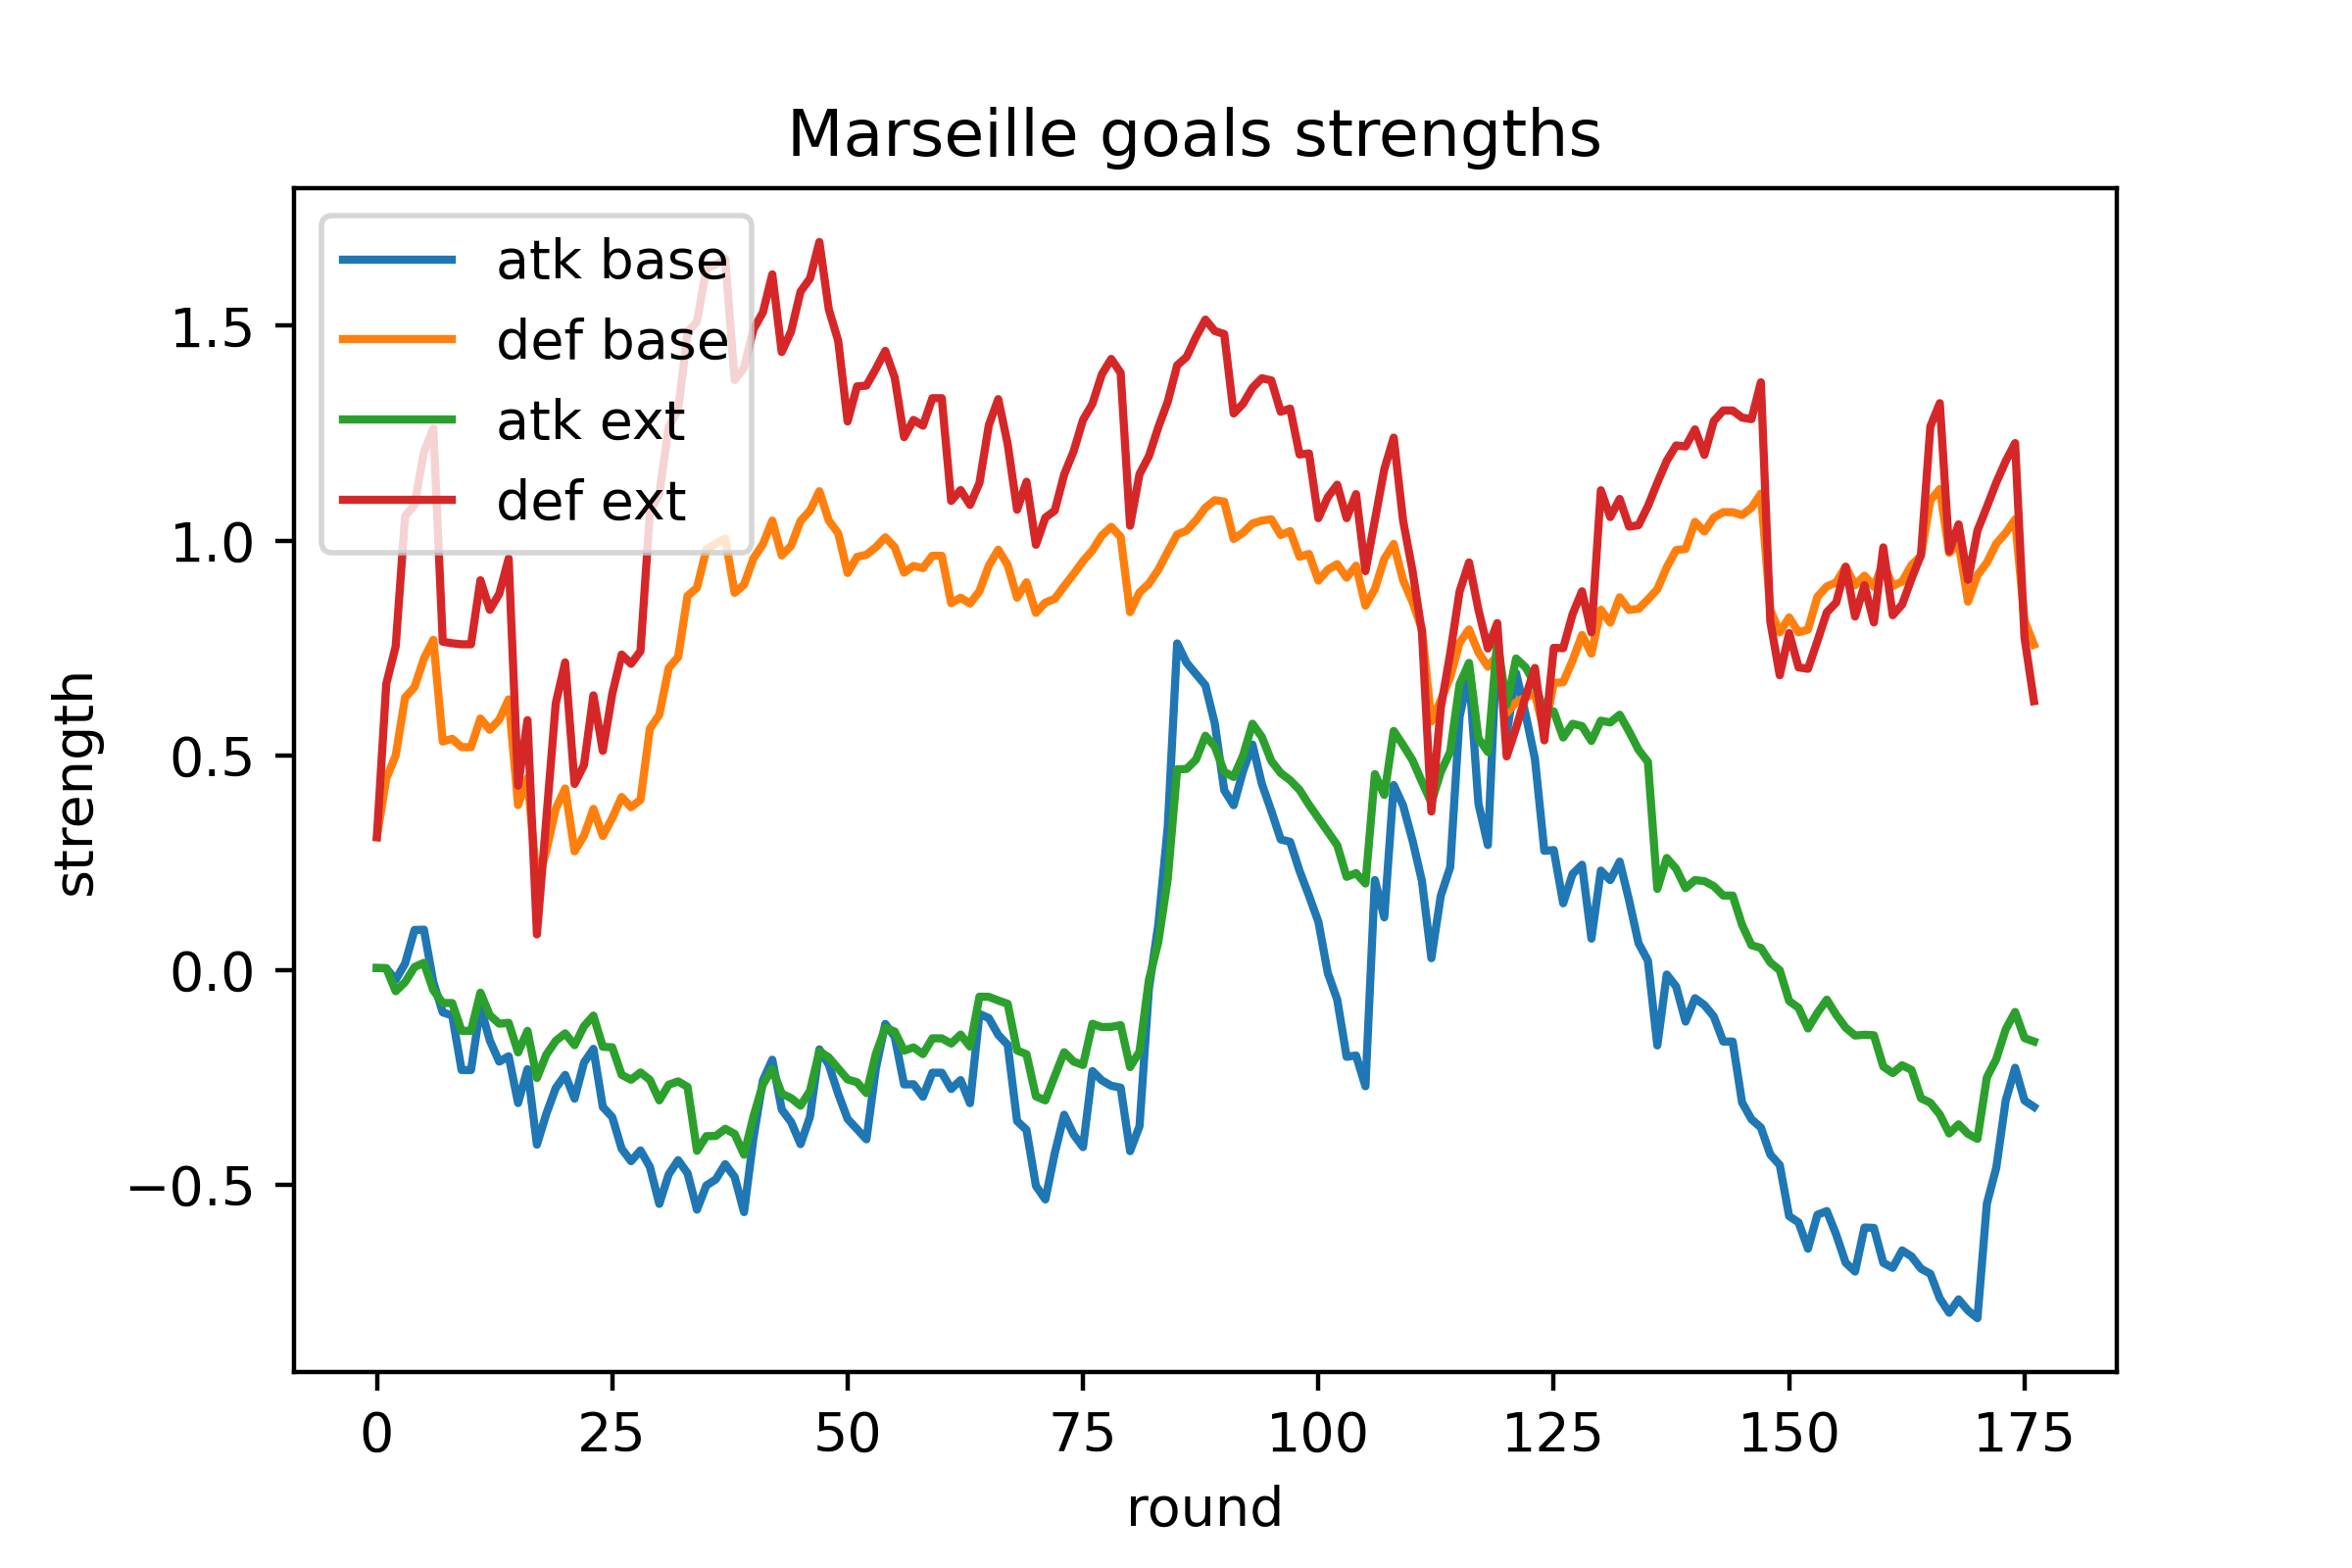 Marseille goals strengths
atk base
def base
atk ext
def ext
1.5
1.0
0.5
0.0
−0.5
strength
0 25 50 75 100 125 150 175
round